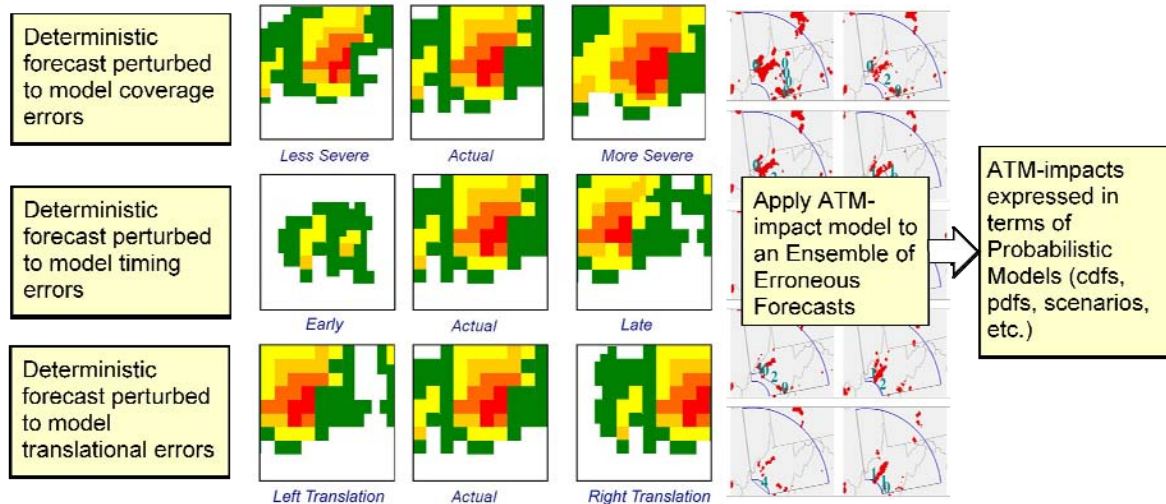 Deterministic
forecast perturbed
to model coverage
errors
Less Severe
Actual
More Severe
Deterministic
forecast perturbed
to model timing
errors
Early
Actual
Late
Deterministic
forecast perturbed
to model
translational errors
Left Translation
Actual
Right Translation
Apply ATM-
impact model to
an Ensemble of
Erroneous
Forecasts
ATM-impacts
expressed in
terms of
Probabilistic
Models (cdfs,
pdfs, scenarios,
etc.)